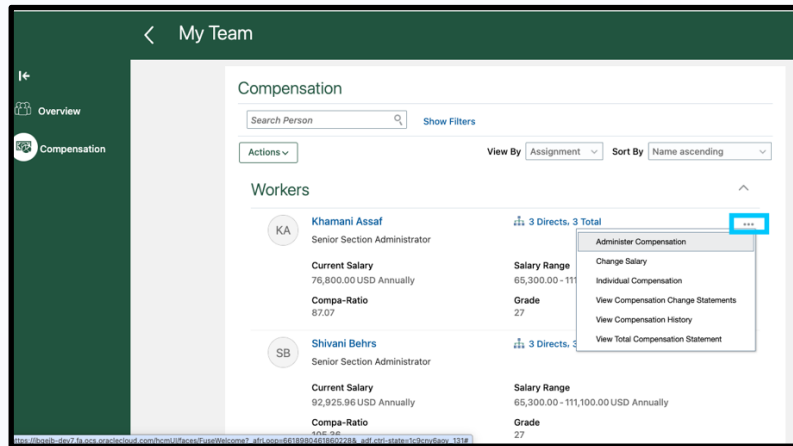 My Team
Overview
Compensation
Compensation
Search Person
Show Filters
Actions
View By Assignment Sort By Name ascending
Workers
KA
Khamani Assaf
3 Directs, 3 Total
Senior Section Administrator
Current Salary
76,800.00 USD Annually
Salary Range
65,300.00 - 111
Compa-Ratio
87.07
Grade
27
Administer Compensation
Change Salary
Individual Compensation
View Compensation Change Statements
View Compensation History
View Total Compensation Statement
SB
Shivani Behrs
3 Directs, 3
Senior Section Administrator
Current Salary
92,925.96 USD Annually
Salary Range
65,300.00 - 111,100.00 USD Annually
Compa-Ratio
105.36
Grade
27